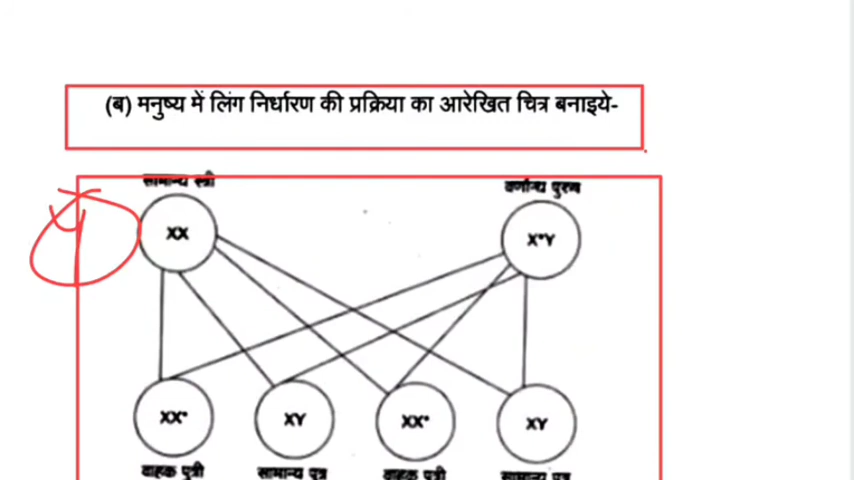 (ब) मनुष्य में लिंग निर्धारण की प्रक्रिया का आरेखित चित्र बनाइये-
सामान्य स्त्री
वर्णान्ध पुरुष
XX
X•Y
XX•
XY
XX•
XY
वाहक पुत्री
सामान्य पुत्र
वाहक पुत्री
सामान्य पुत्र